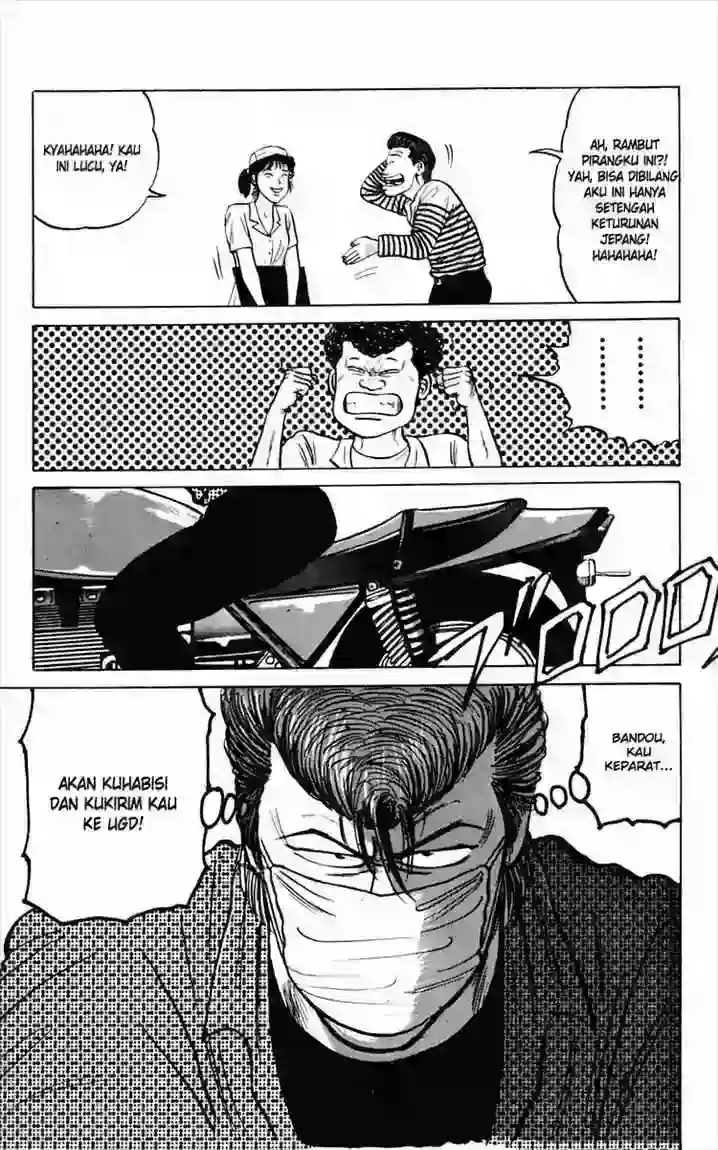 AH, RAMBUT
PIRANGKU INI?!
YAH, BISA DIBILANG
AKU INI HANYA
SETENGAH
KETURUNAN
JEPANG!
HAHAHAHA!
KYAHAHAHA! KAU
INI LUCU, YA!
BANDOU,
KAU
KEPARAT...
AKAN KUHABISI
DAN KUKIRIM KAU
KE UGD!